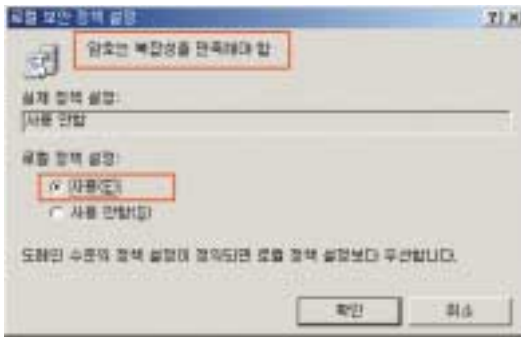 로컬 보안 정책 설정
암호는 복잡성을 만족해야 함
실제 정책 설정:
사용 안함
로컬 정책 설정:
사용(E)
사용 안함(D)
도메인 수준의 정책 설정이 정의되면 로컬 정책 설정보다 우선합니다.
확인
취소